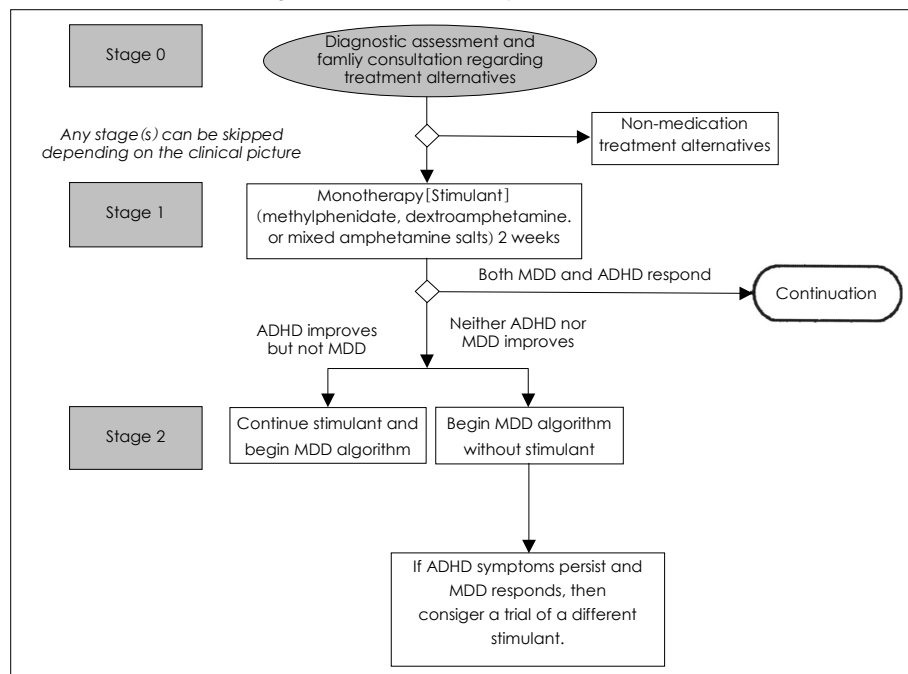 Stage 0
Diagnostic assessment and
famliy consultation regarding
treatment alternatives
Any stage(s) can be skipped
depending on the clinical picture
Non-medication
treatment alternatives
Stage 1
Monotherapy[Stimulant]
(methylphenidate, dextroamphetamine.
or mixed amphetamine salts) 2 weeks
Both MDD and ADHD respond
Continuation
ADHD improves
but not MDD
Neither ADHD nor
MDD improves
Stage 2
Continue stimulant and
begin MDD algorithm
Begin MDD algorithm
without stimulant
If ADHD symptoms persist and
MDD responds, then
consiger a trial of a different
stimulant.